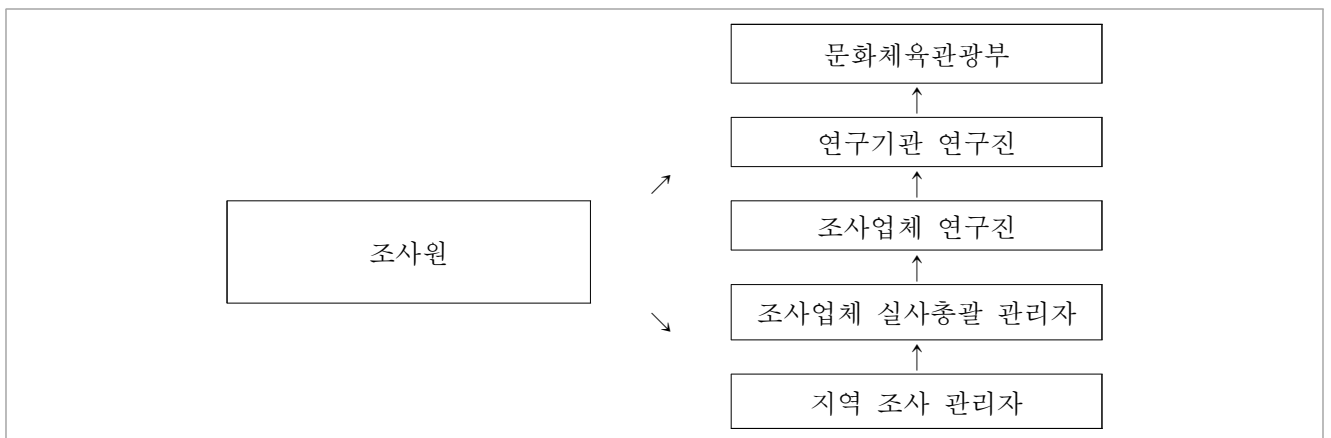 문화체육관광부
↑
연구기관 연구진
↗
↑
조사원
조사업체 연구진
↑
↘
조사업체 실사총괄 관리자
↑
지역 조사 관리자